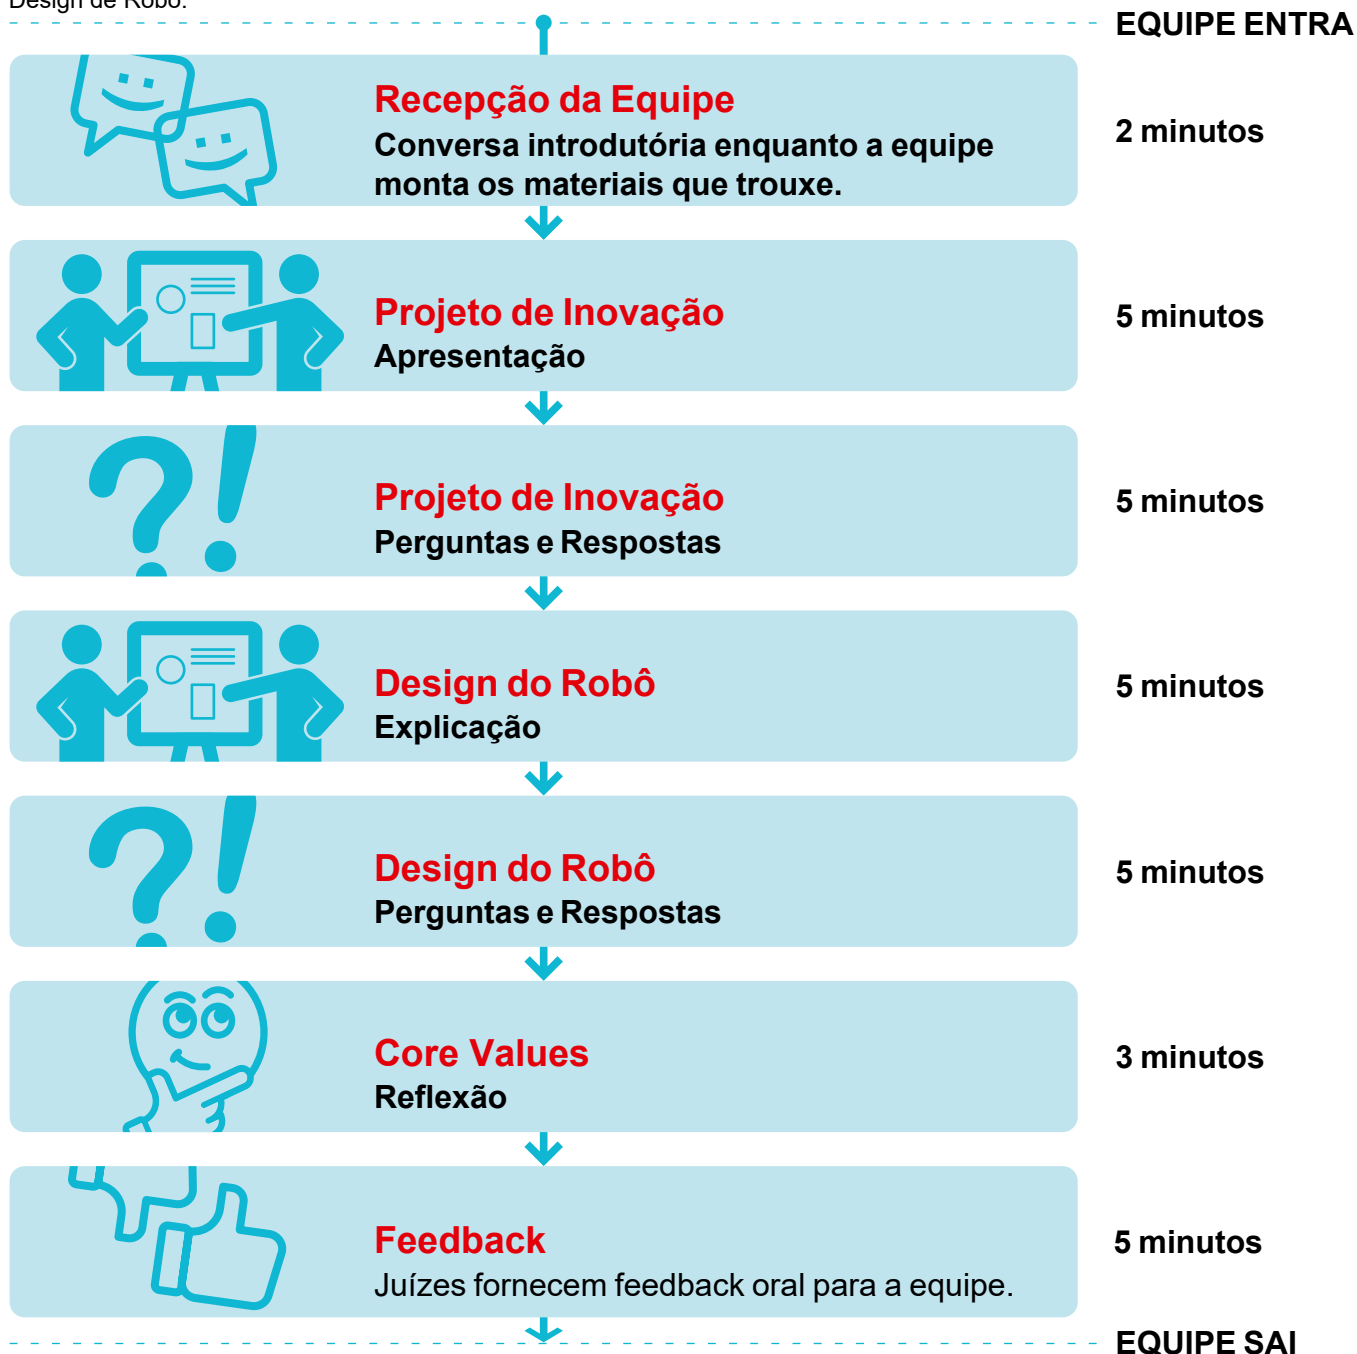 Design de Robô.
EQUIPE ENTRA
Recepção da Equipe
Conversa introdutória enquanto a equipe
monta os materiais que trouxe.
2 minutos
Projeto de Inovação
Apresentação
5 minutos
Projeto de Inovação
Perguntas e Respostas
5 minutos
Design do Robô
Explicação
5 minutos
Design do Robô
Perguntas e Respostas
5 minutos
Core Values
Reflexão
3 minutos
Feedback
Juízes fornecem feedback oral para a equipe.
5 minutos
EQUIPE SAI